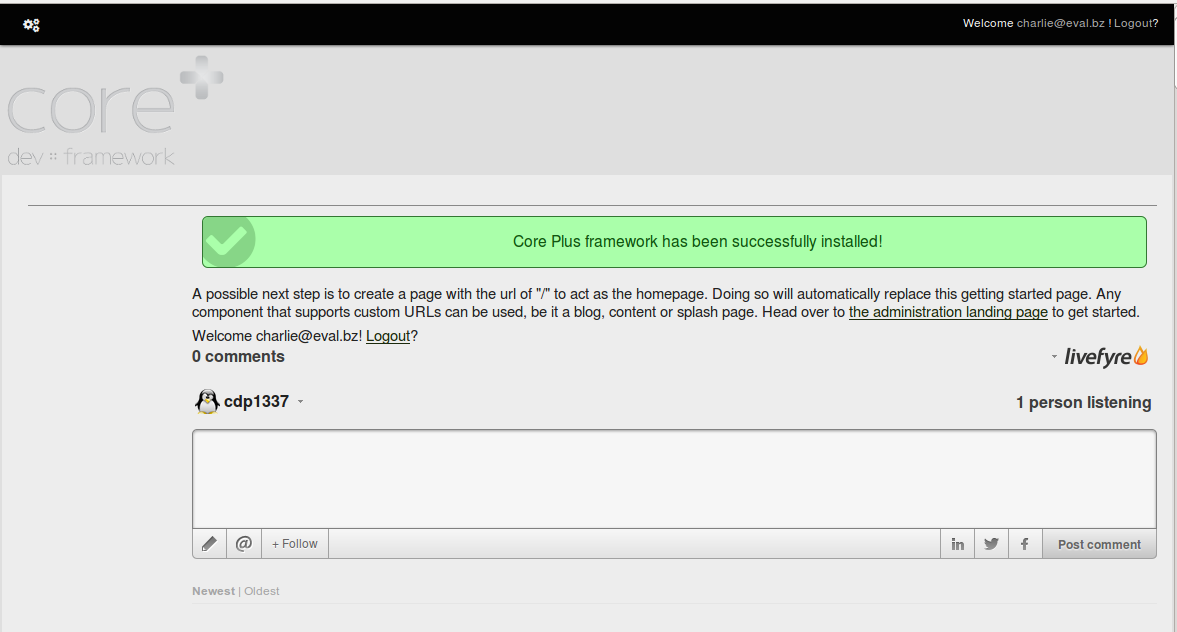 Welcome charlie@eval.bz ! Logout?
core
dev :: framework
Core Plus framework has been successfully installed!
A possible next step is to create a page with the url of "/" to act as the homepage. Doing so will automatically replace this getting started page. Any
component that supports custom URLs can be used, be it a blog, content or splash page. Head over to the administration landing page to get started.
Welcome charlie@eval.bz! Logout?
0 comments
livefyre
cdp1337
1 person listening
@
+ Follow
in
f
Post comment
Newest | Oldest